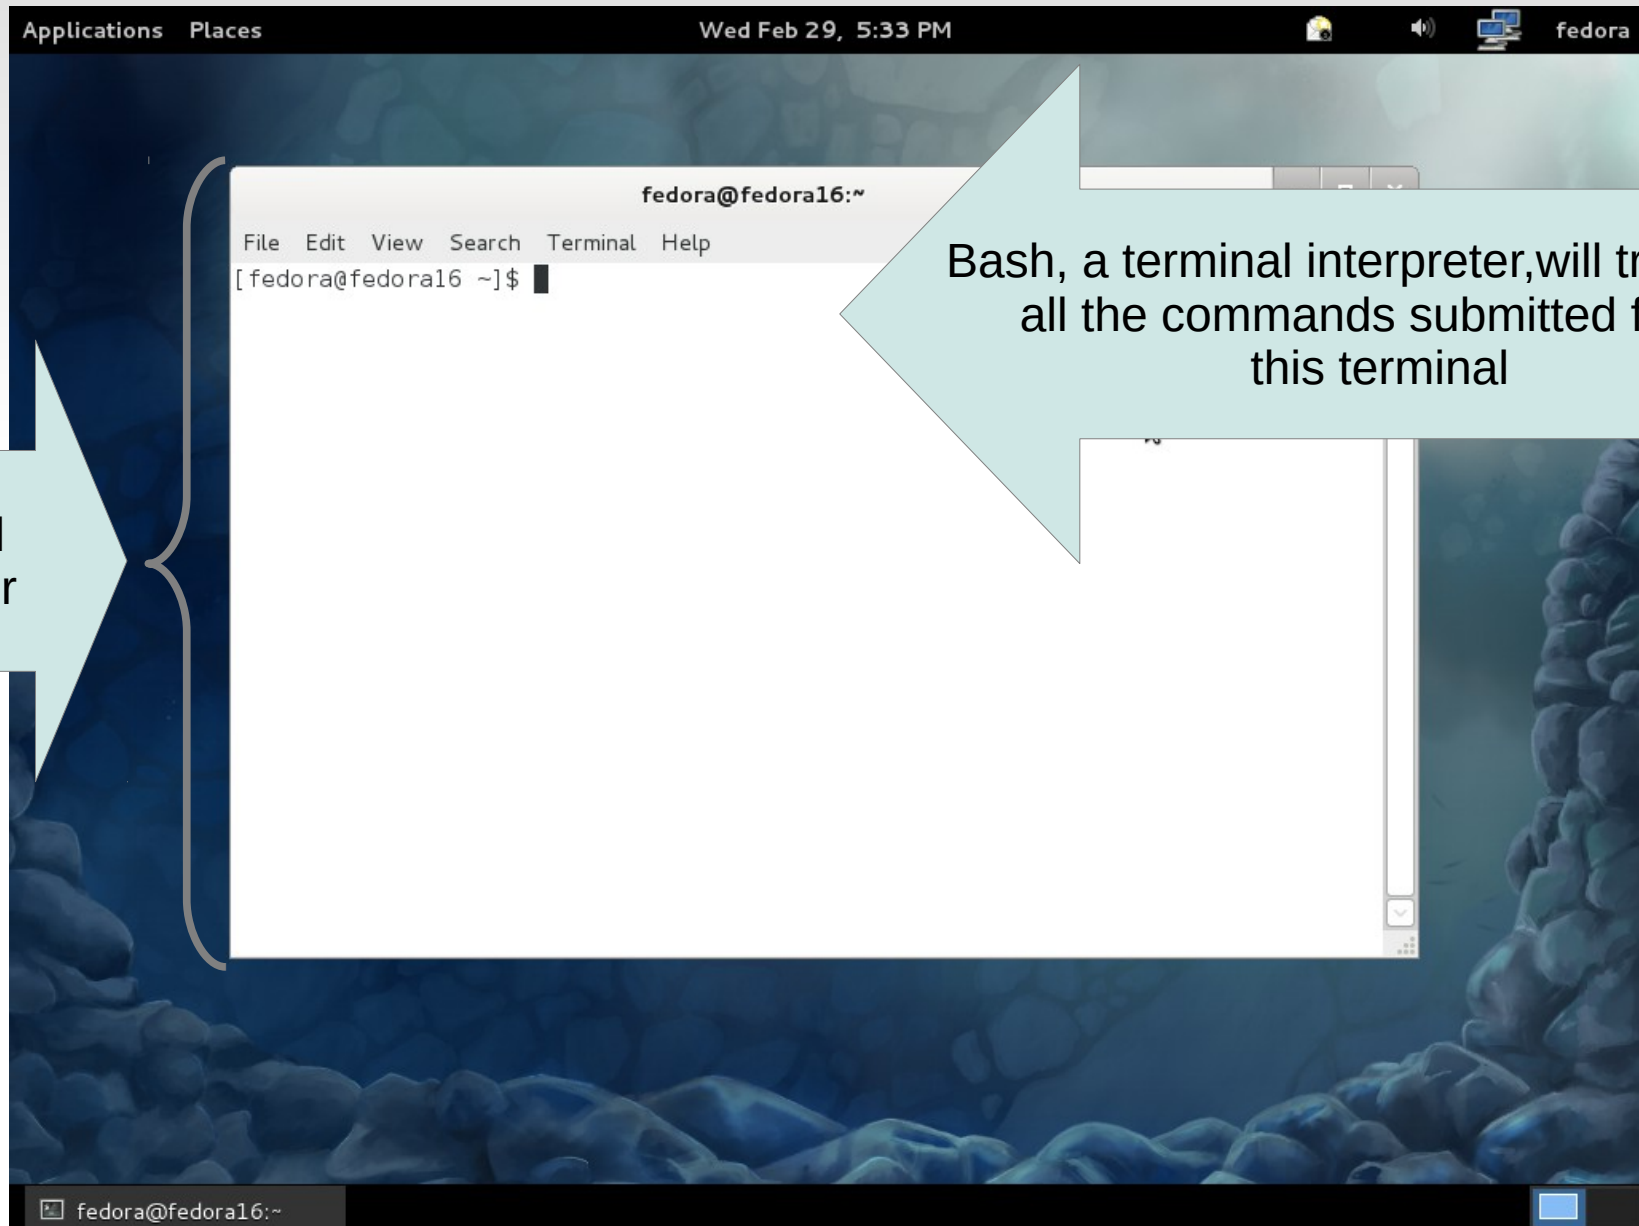 Applications Places Wed Feb 29, 5:33 PM fedora
fedora@fedora16:~
File Edit View Search Terminal Help
[fedora@fedora16 ~]$
Bash, a terminal interpreter,will
all the commands submitted
this terminal
fedora@fedora16:~